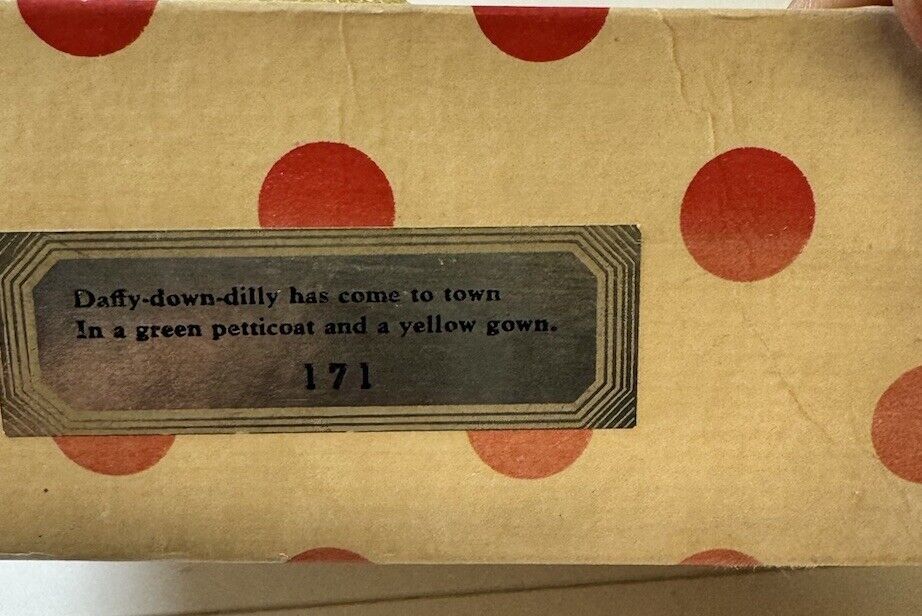 Daffy-down-dilly has come to town
In a green petticoat and a yellow gown.
171